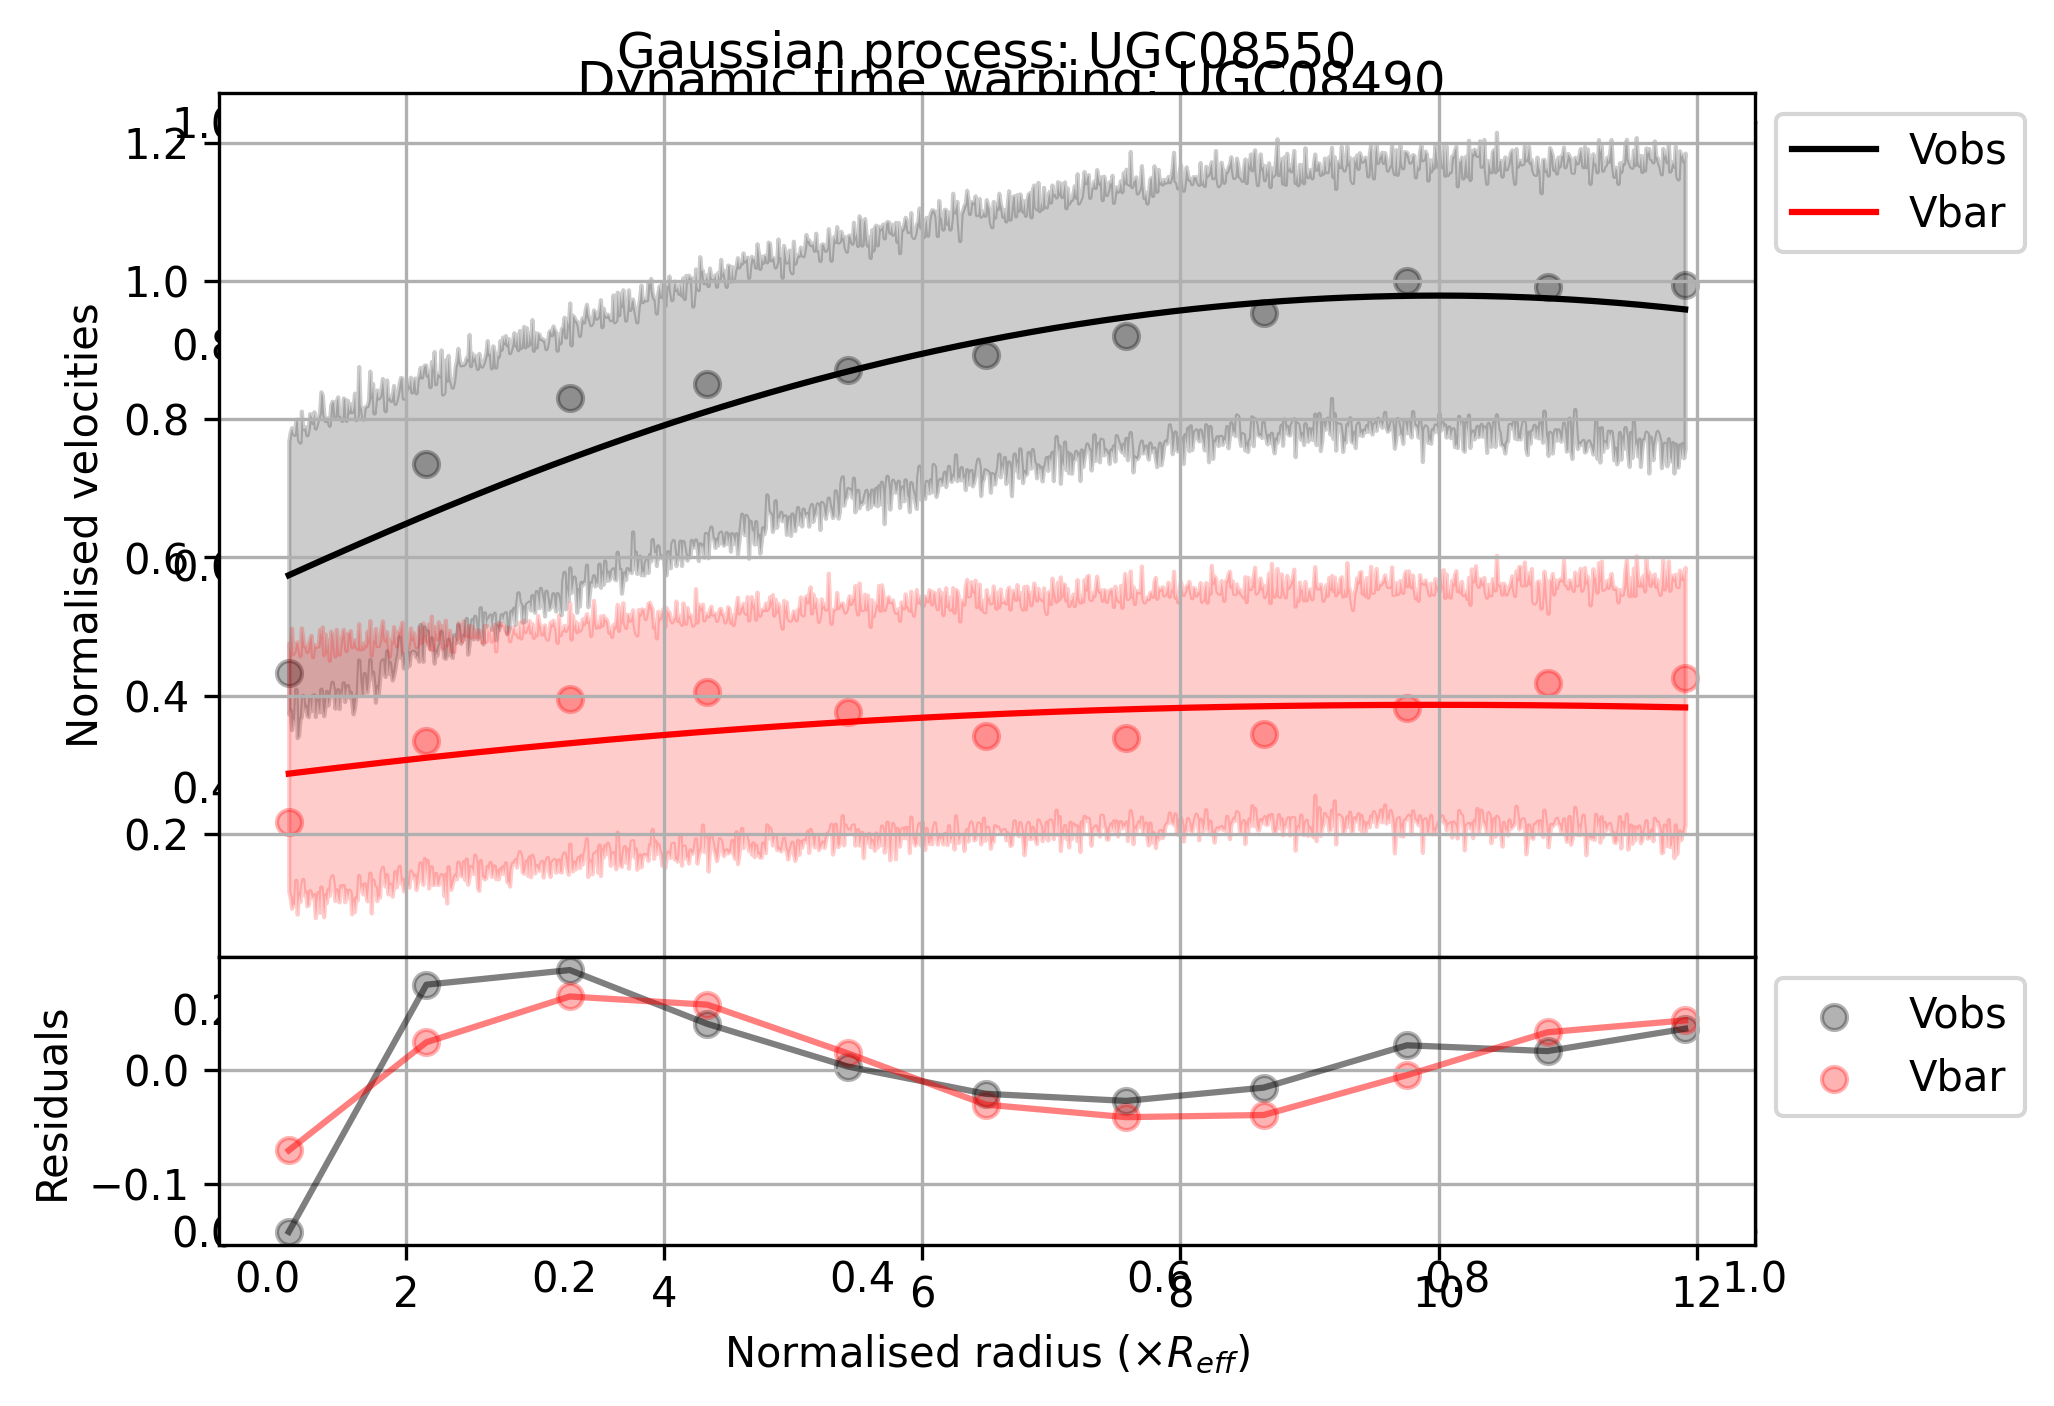 Gaussian process: UGC08550
Dynamic time warping: UGC08490
1.2
1.0
0.8
0.6
0.4
0.2
Normalised velocities
Vobs
Vbar
0.0
−0.1
Residuals
Vobs
Vbar
0.0 0.2 0.4 0.6 0.8 1.0
2 4 6 8 10 12
Normalised radius (×R_eff)